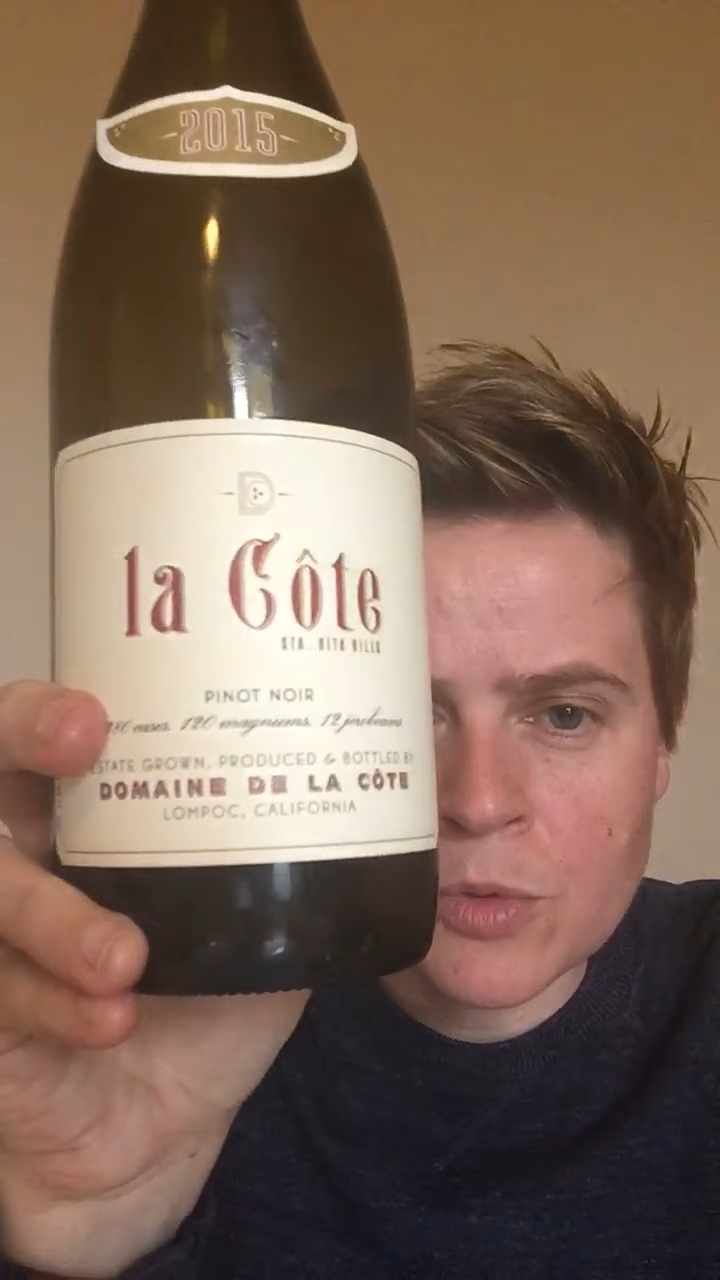 2015
D
la Côte
STA. RITA HILLS
PINOT NOIR
cases, 120 magnums, 12 jeroboams
ESTATE GROWN, PRODUCED & BOTTLED BY
DOMAINE DE LA CÔTE
LOMPOC, CALIFORNIA